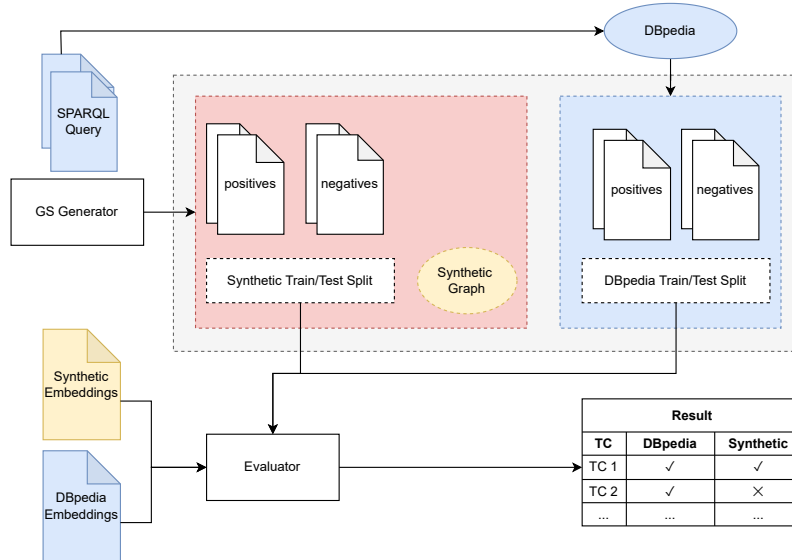 DBpedia
SPARQL
Query
GS Generator
positives
negatives
positives
negatives
Synthetic Train/Test Split
Synthetic
Graph
DBpedia Train/Test Split
Synthetic
Embeddings
DBpedia
Embeddings
Evaluator
Result
TC DBpedia Synthetic
TC 1 ✓ ✓
TC 2 ✓ ✕
... ... ...